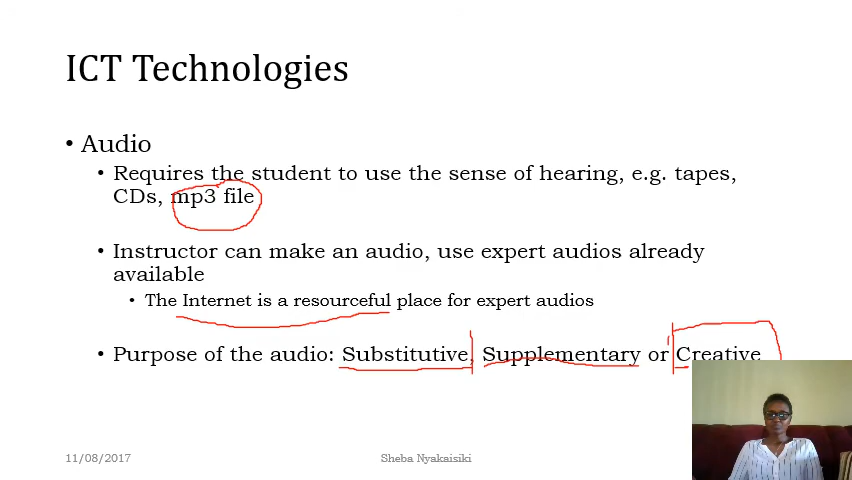 ICT Technologies
• Audio
• Requires the student to use the sense of hearing, e.g. tapes,
CDs, mp3 file
• Instructor can make an audio, use expert audios already
available
• The Internet is a resourceful place for expert audios
• Purpose of the audio: Substitutive, Supplementary or Creative
11/08/2017
Sheba Nyakaisiki